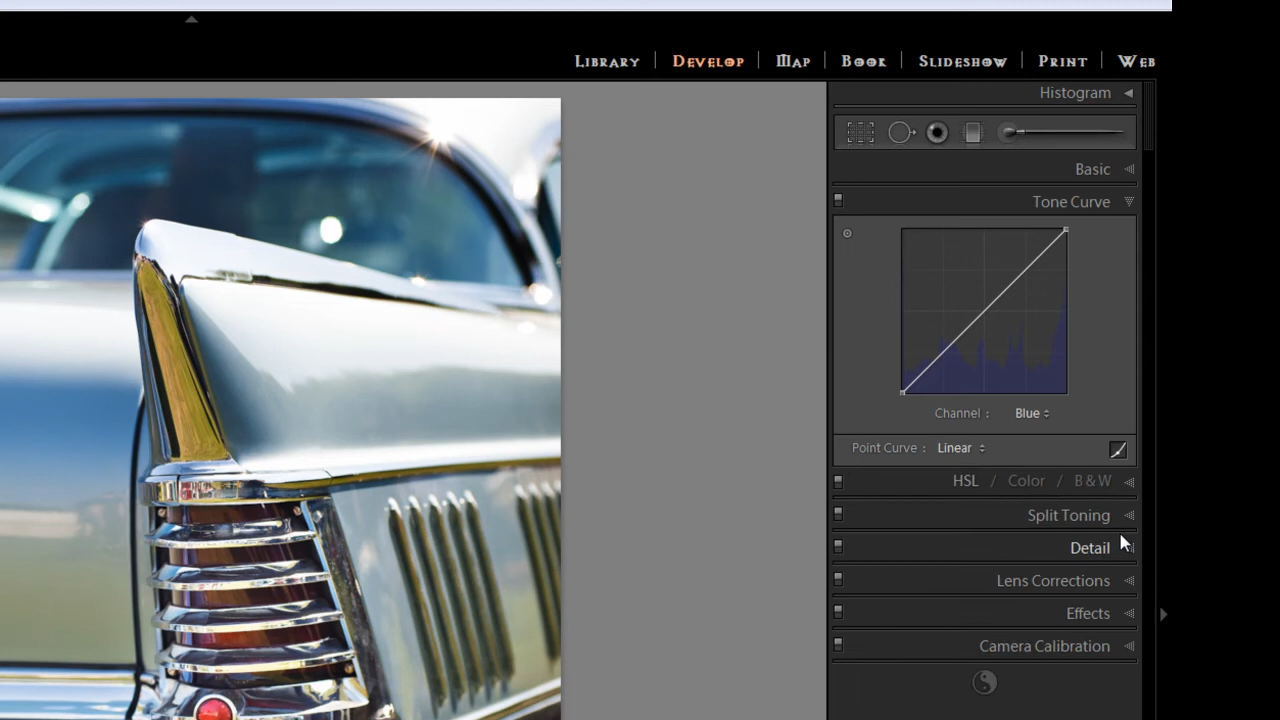 Library | Develop | Map | Book | Slideshow | Print | Web
Histogram
Basic
Tone Curve
Channel : Blue
Point Curve : Linear
HSL / Color / B & W
Split Toning
Detail
Lens Corrections
Effects
Camera Calibration